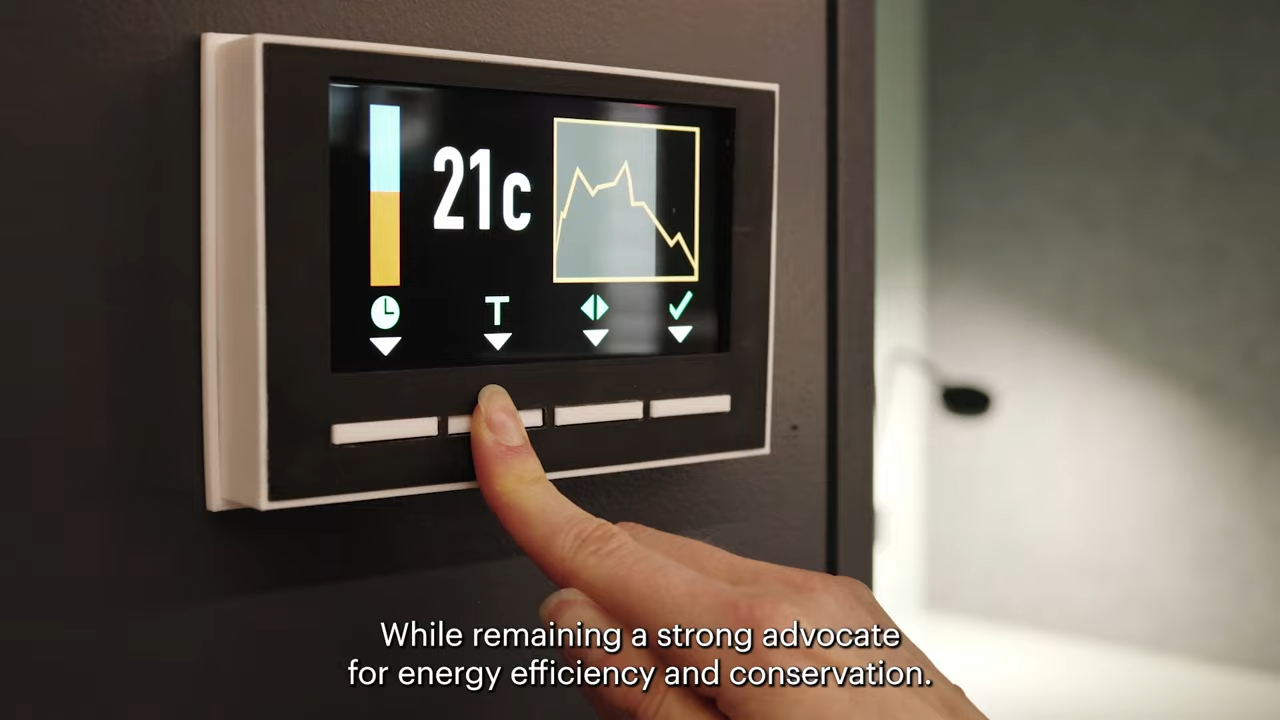 21c
T
While remaining a strong advocate
for energy efficiency and conservation.